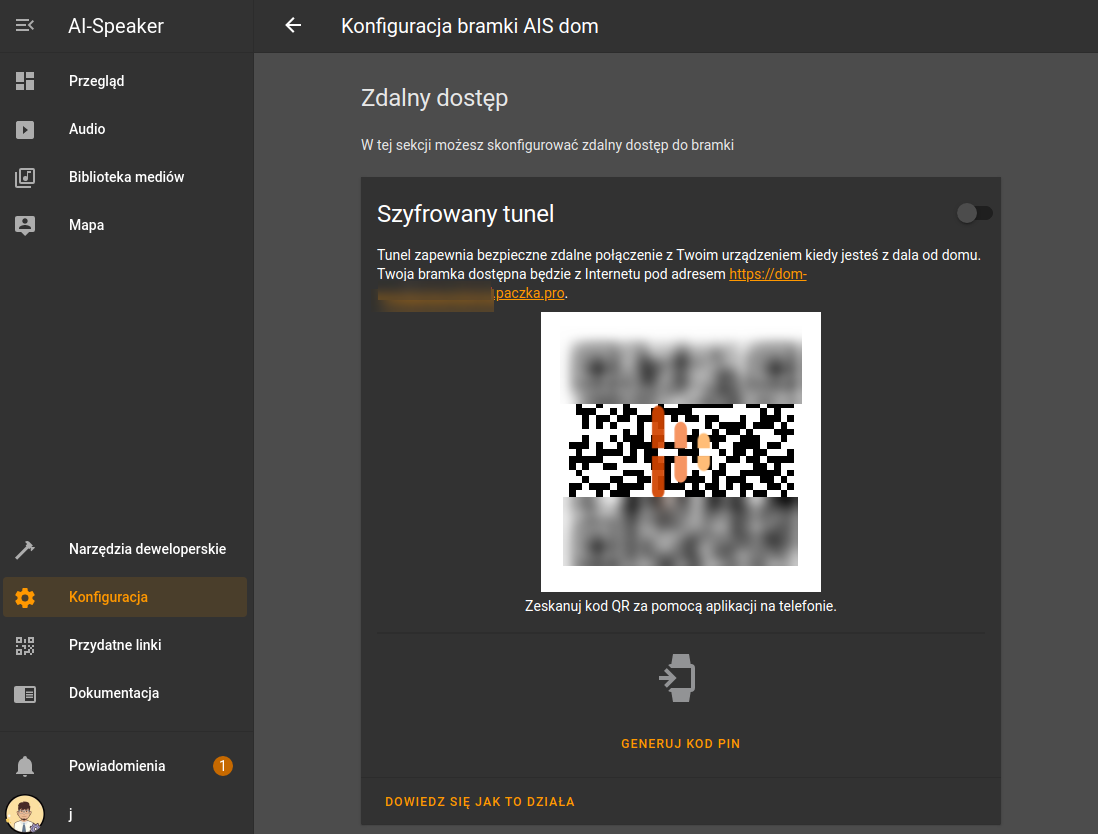 AI-Speaker
Konfiguracja bramki AIS dom
Przegląd
Audio
Biblioteka mediów
Mapa
Narzędzia deweloperskie
Konfiguracja
Przydatne linki
Dokumentacja
Powiadomienia 1
j
Zdalny dostęp
W tej sekcji możesz skonfigurować zdalny dostęp do bramki
Szyfrowany tunel
Tunel zapewnia bezpieczne zdalne połączenie z Twoim urządzeniem kiedy jesteś z dala od domu.
Twoja bramka dostępna będzie z Internetu pod adresem https://dom-
.paczka.pro.
Zeskanuj kod QR za pomocą aplikacji na telefonie.
GENERUJ KOD PIN
DOWIEDZ SIĘ JAK TO DZIAŁA